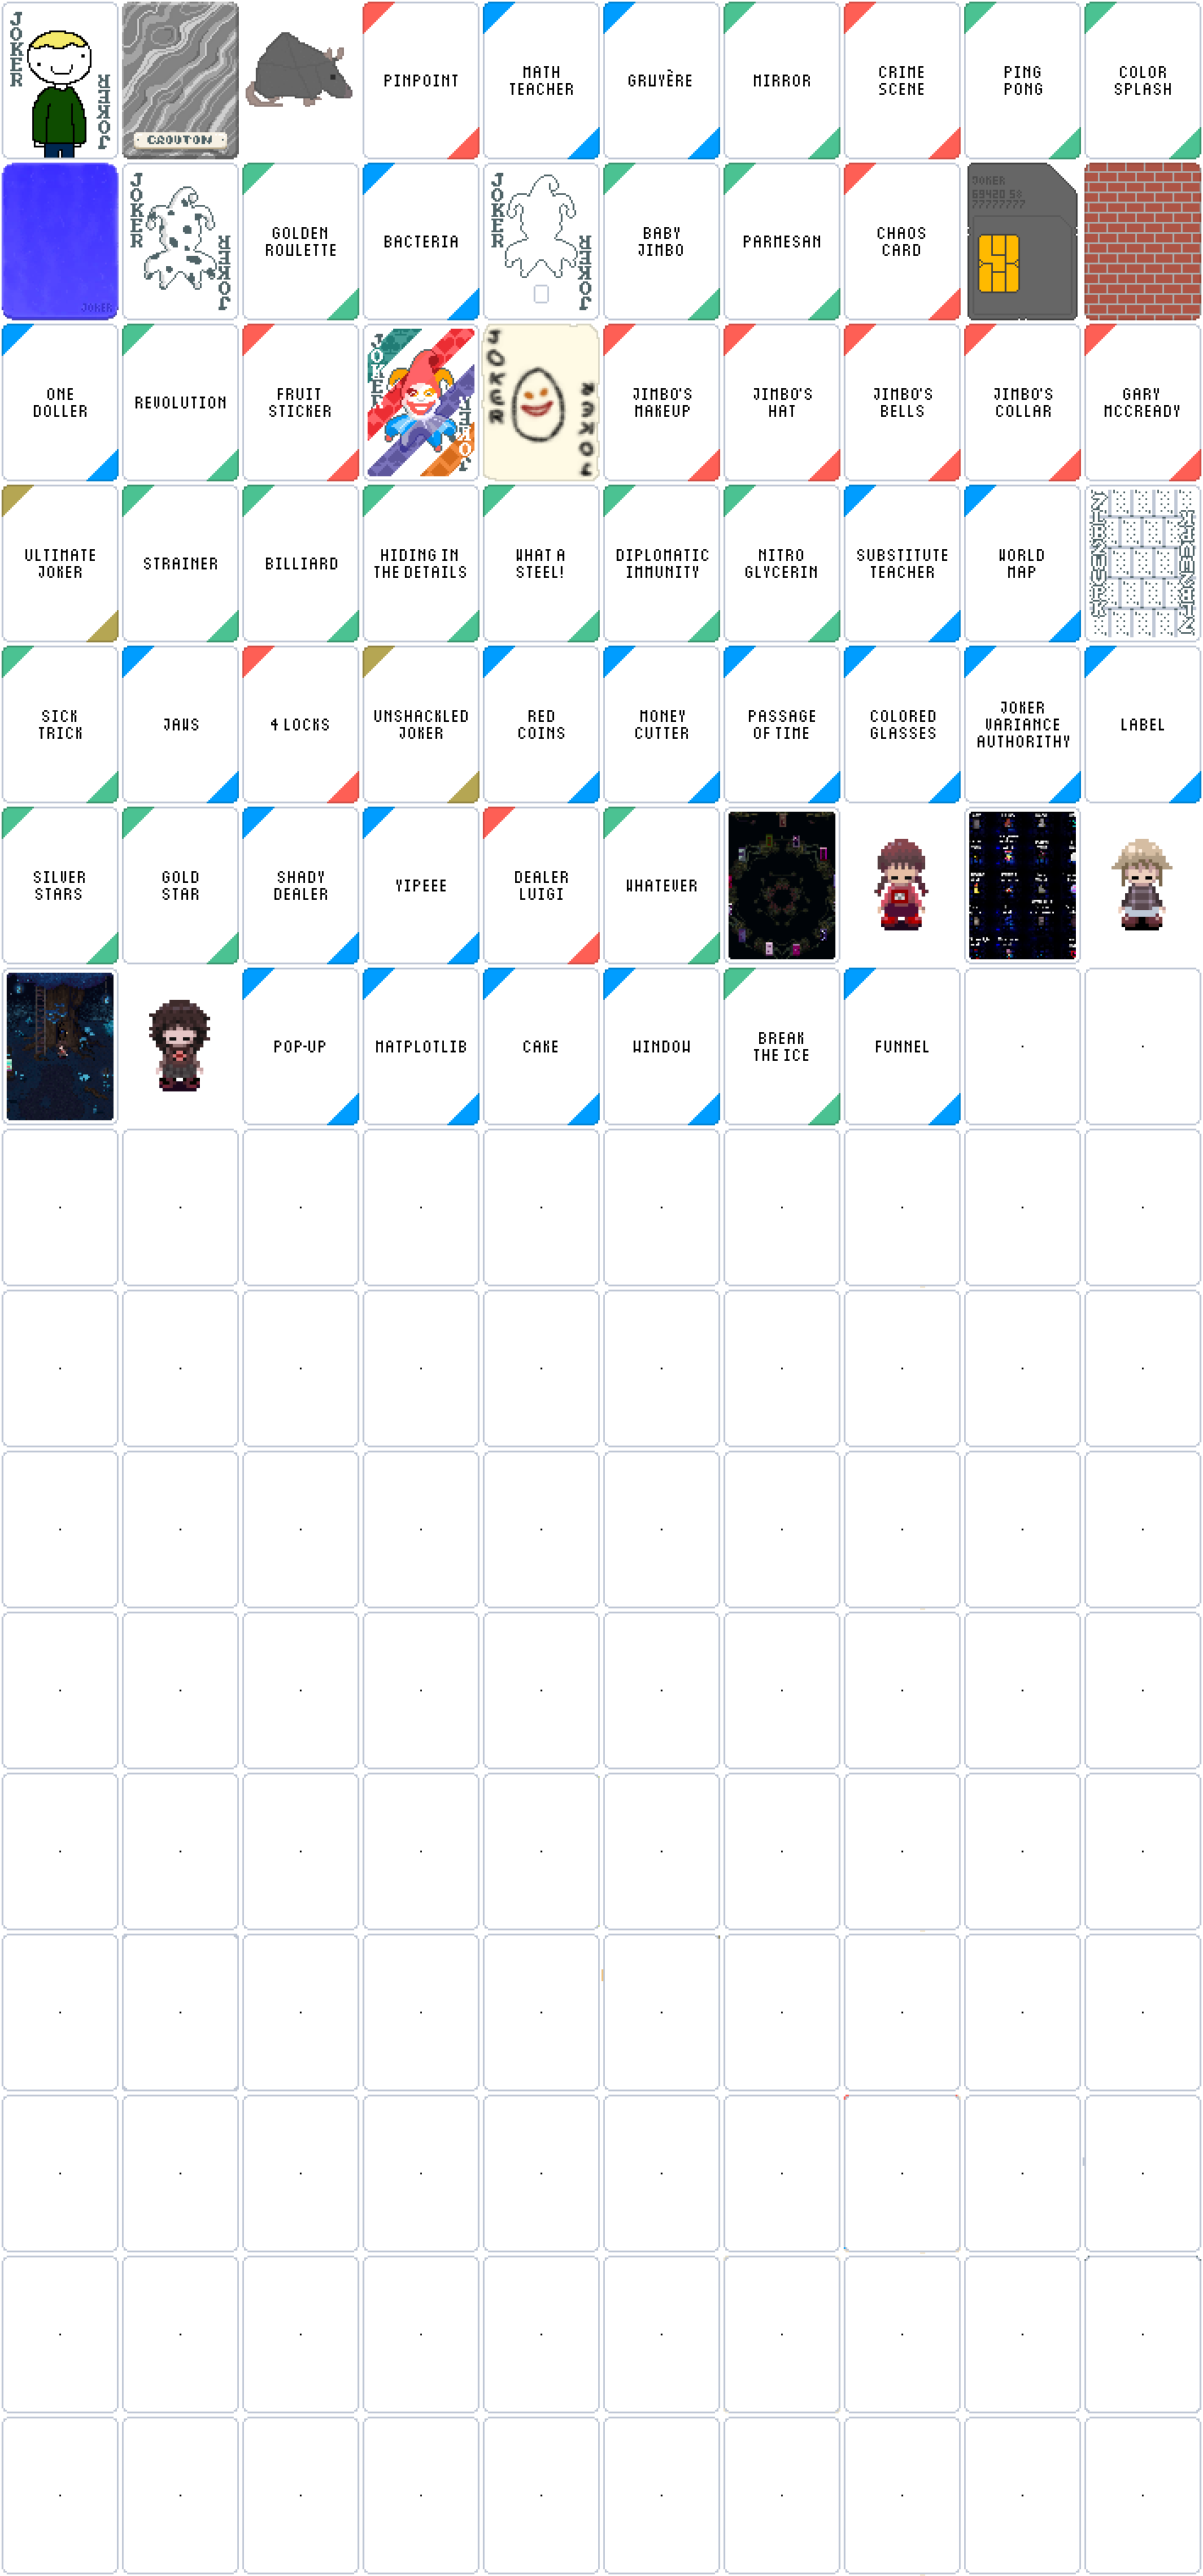 JOKER
JOKER
CROUTON
PINPOINT
MATH
TEACHER
GRUYÈRE
MIRROR
CRIME
SCENE
PING
PONG
COLOR
SPLASH
JOKER
JOKER
JOKER
GOLDEN
ROULETTE
BACTERIA
JOKER
JOKER
BABY
JIMBO
PARMESAN
CHAOS
CARD
JOKER
69420 58
77777777
ONE
DOLLER
REVOLUTION
FRUIT
STICKER
JOKER
JOKER
JOKER
JOKER
JIMBO'S
MAKEUP
JIMBO'S
HAT
JIMBO'S
BELLS
JIMBO'S
COLLAR
GARY
MCCREADY
ULTIMATE
JOKER
STRAINER
BILLIARD
HIDING IN
THE DETAILS
WHAT A
STEEL!
DIPLOMATIC
IMMUNITY
NITRO
GLYCERIN
SUBSTITUTE
TEACHER
WORLD
MAP
SICK
TRICK
JAWS
4 LOCKS
UNSHACKLED
JOKER
RED
COINS
MONEY
CUTTER
PASSAGE
OF TIME
COLORED
GLASSES
JOKER
VARIANCE
AUTHORITHY
LABEL
SILVER
STARS
GOLD
STAR
SHADY
DEALER
YIPEEE
DEALER
LUIGI
WHATEVER
POP-UP
MATPLOTLIB
CAKE
WINDOW
BREAK
THE ICE
FUNNEL